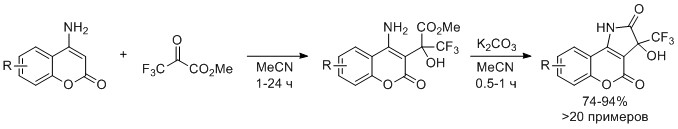 NH₂
R
O
O
+
F₃C
O
O
CO₂Me
MeCN
1-24 ч
NH₂
CO₂Me
CF₃
OH
R
O
O
K₂CO₃
MeCN
0.5-1 ч
HN
O
CF₃
OH
R
O
O
74-94%
>20 примеров